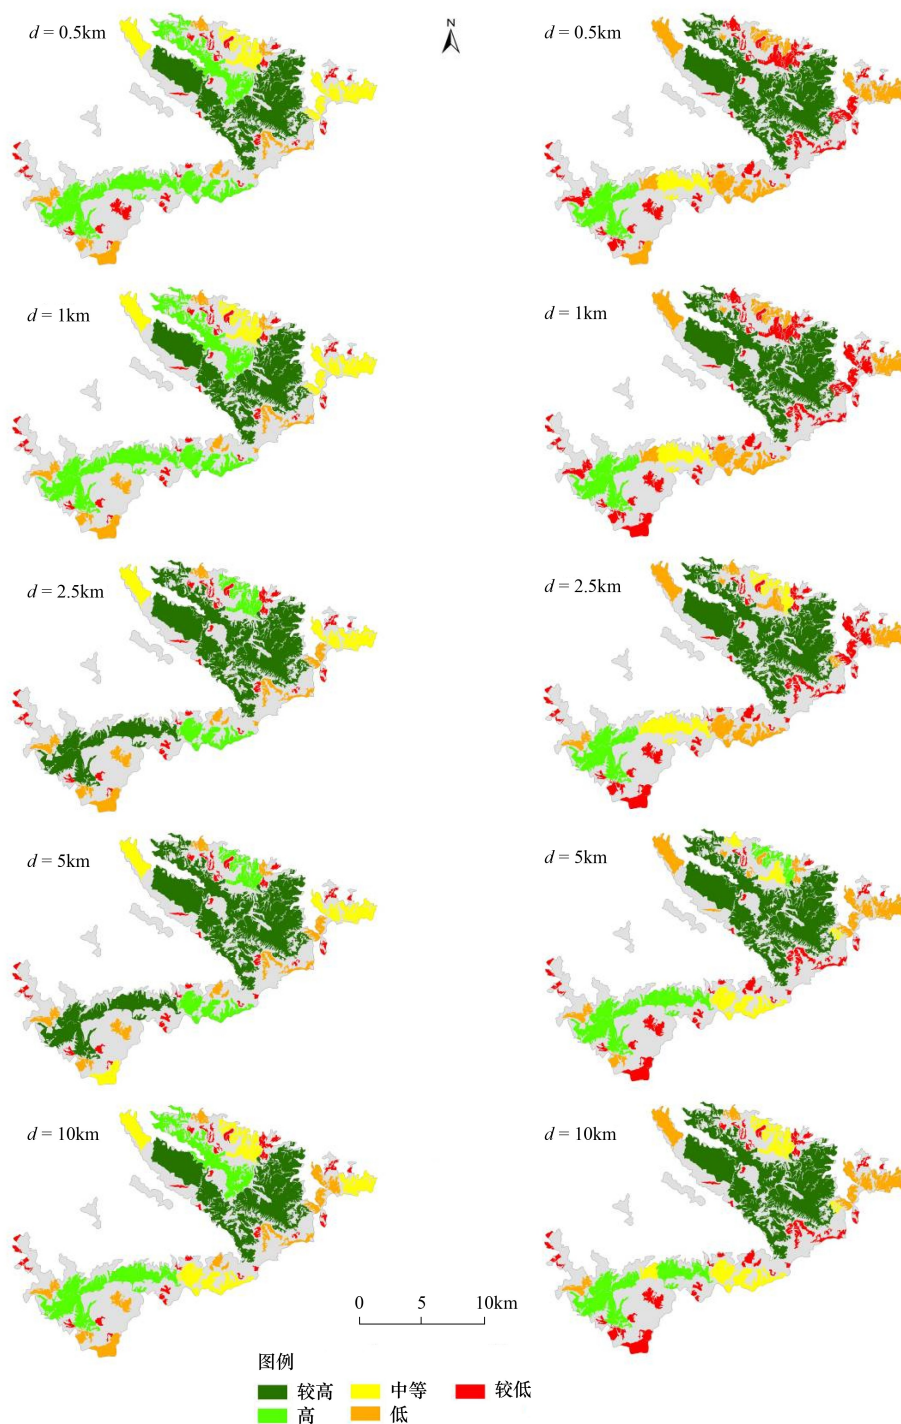 N
d = 0.5km
d = 0.5km
d = 1km
d = 1km
d = 2.5km
d = 2.5km
d = 5km
d = 5km
d = 10km
d = 10km
0 5 10km
图例
较高 中等 较低
高 低